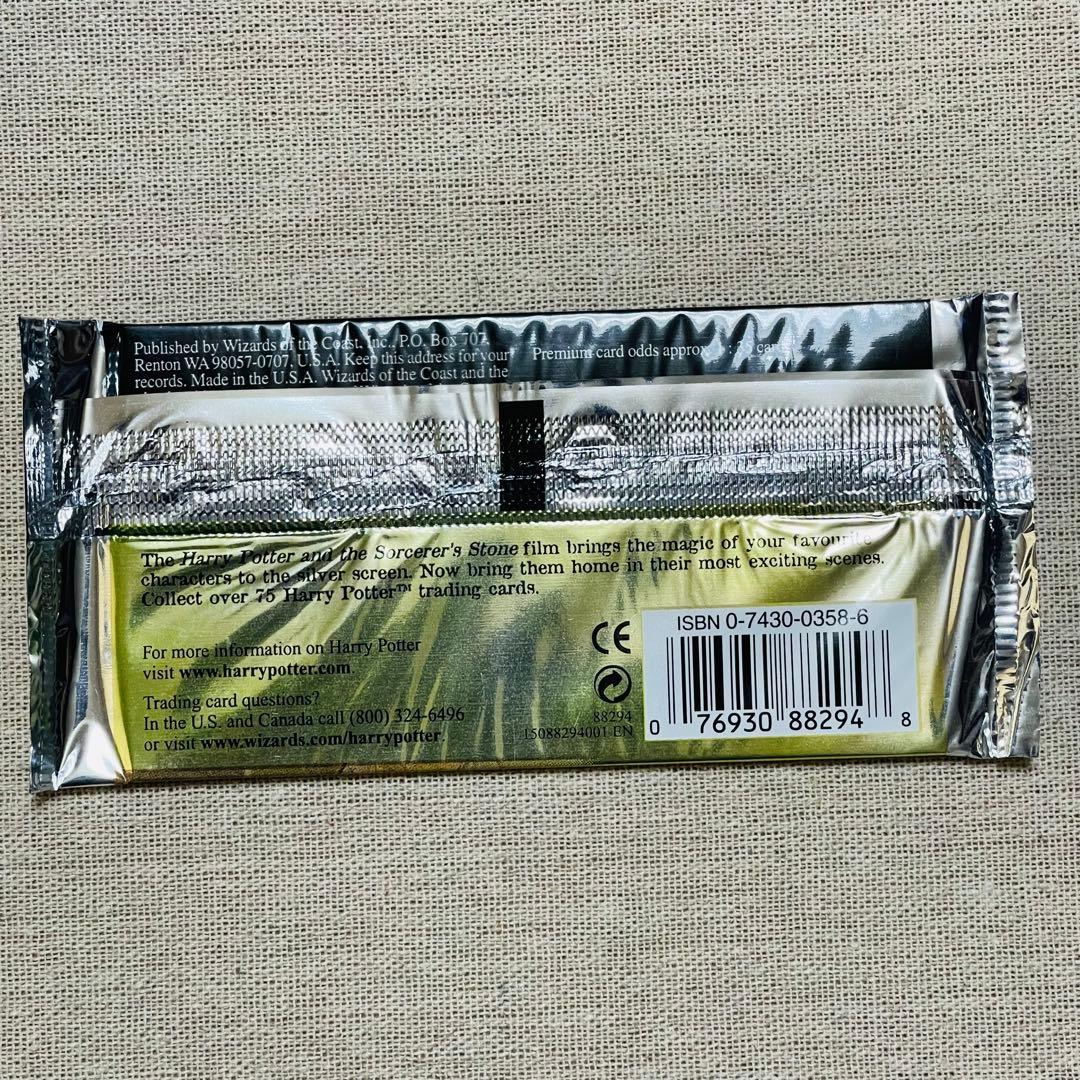 Published by Wizards of the Coast, Inc., P.O. Box 707,
Renton WA 98057-0707, U.S.A. Keep this address for your
records. Made in the U.S.A. Wizards of the Coast and the
Premium card odds approx
The Harry Potter and the Sorcerer's Stone film brings the magic of your favourite
characters to the silver screen. Now bring them home in their most exciting scenes.
Collect over 75 Harry Potter™ trading cards.
For more information on Harry Potter
visit www.harrypotter.com.
Trading card questions?
In the U.S. and Canada call (800) 324-6496
or visit www.wizards.com/harrypotter.
CE
88294
15088294001 EN
ISBN 0-7430-0358-6
0 76930 88294 8